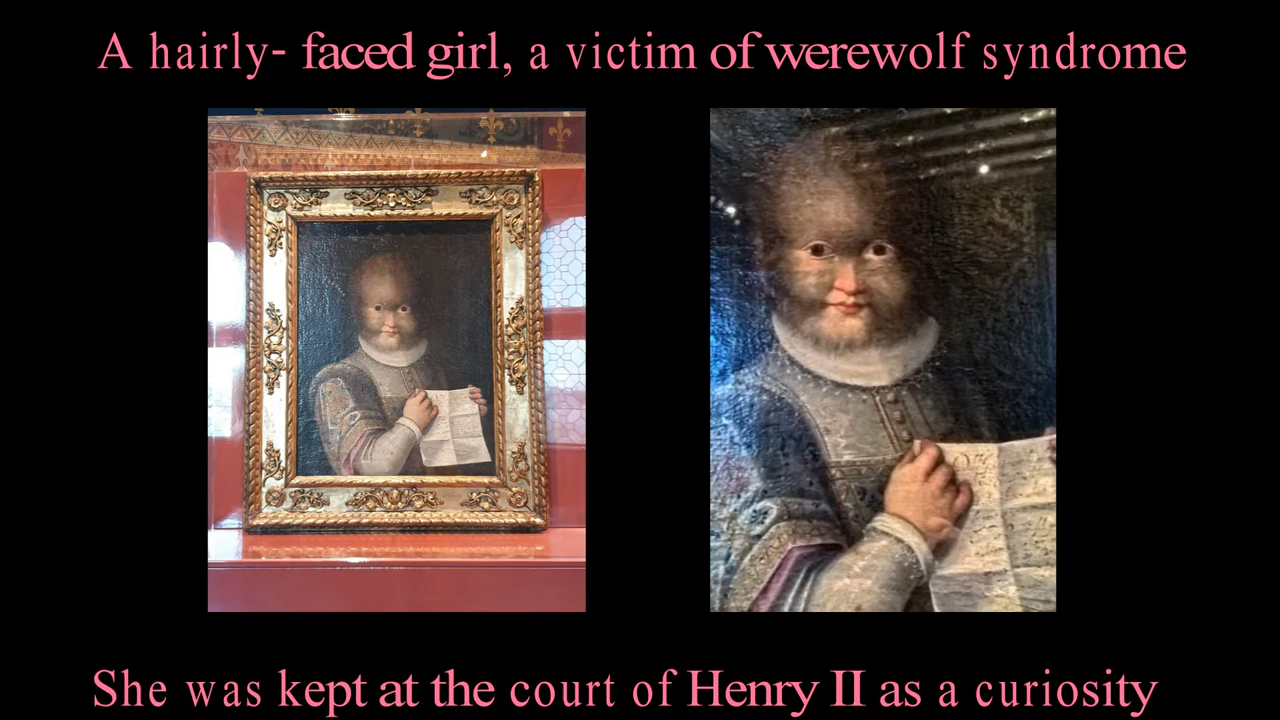 A hairly- faced girl, a victim of werewolf syndrome
She was kept at the court of Henry II as a curiosity